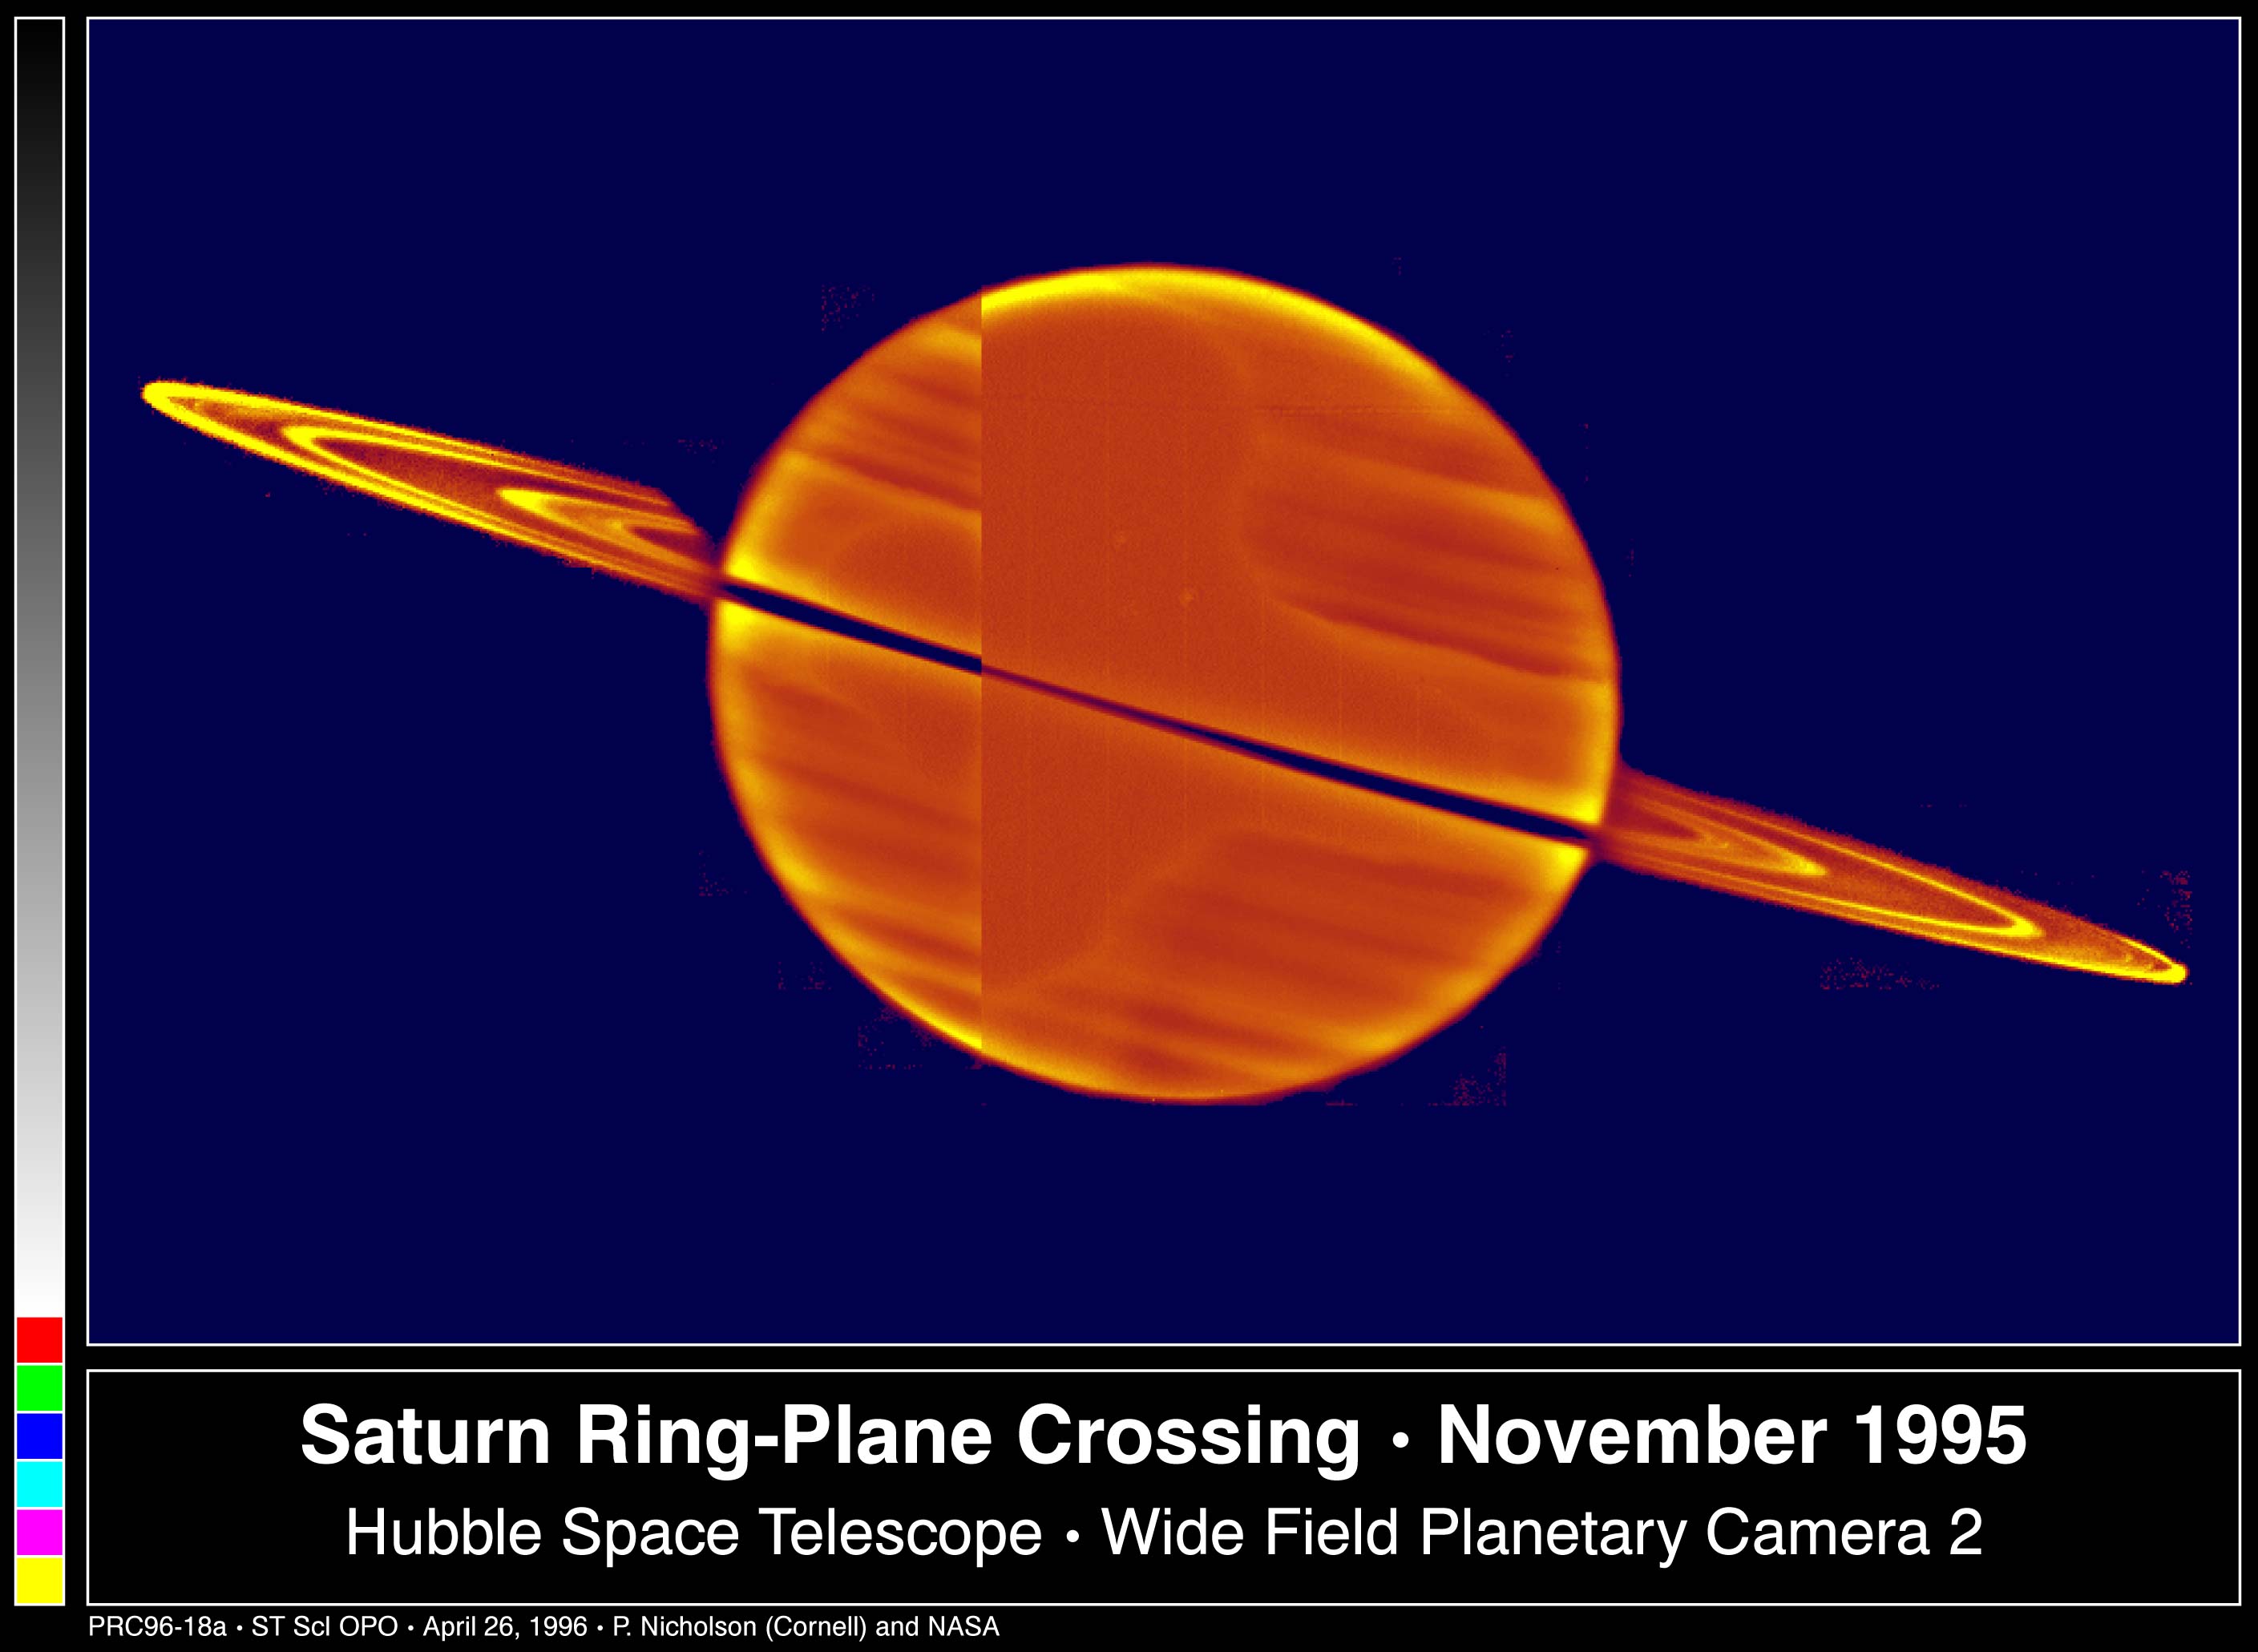 Saturn Ring-Plane Crossing • November 1995
Hubble Space Telescope • Wide Field Planetary Camera 2
PRC96-18a • ST ScI OPO • April 26, 1996 • P. Nicholson (Cornell) and NASA